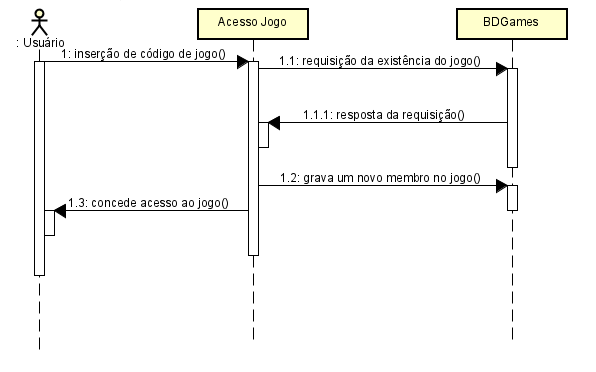 Acesso Jogo
BDGames
: Usuário
1: inserção de código de jogo()
1.1: requisição da existência do jogo()
1.1.1: resposta da requisição()
1.2: grava um novo membro no jogo()
1.3: concede acesso ao jogo()